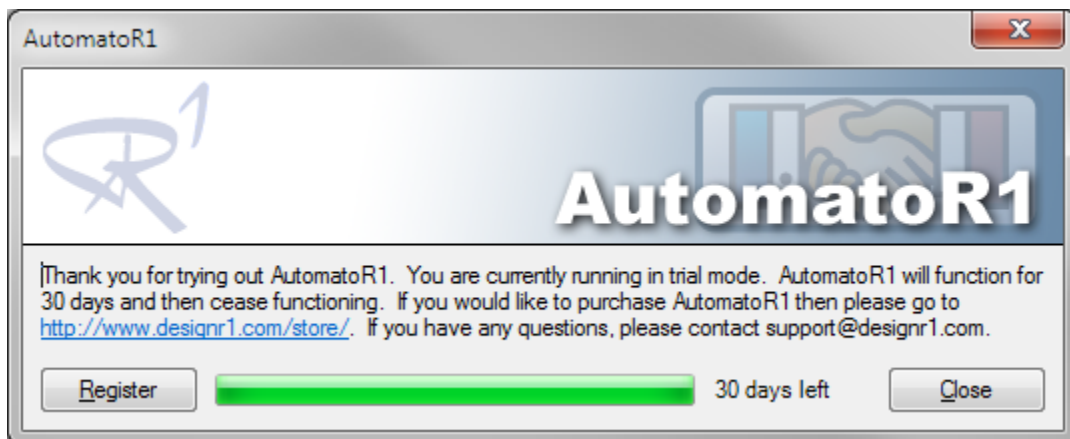 AutomatoR1
R1
AutomatoR1
Thank you for trying out AutomatoR1.  You are currently running in trial mode.  AutomatoR1 will function for
30 days and then cease functioning.  If you would like to purchase AutomatoR1 then please go to
http://www.designr1.com/store/.  If you have any questions, please contact support@designr1.com.
Register 30 days left Close